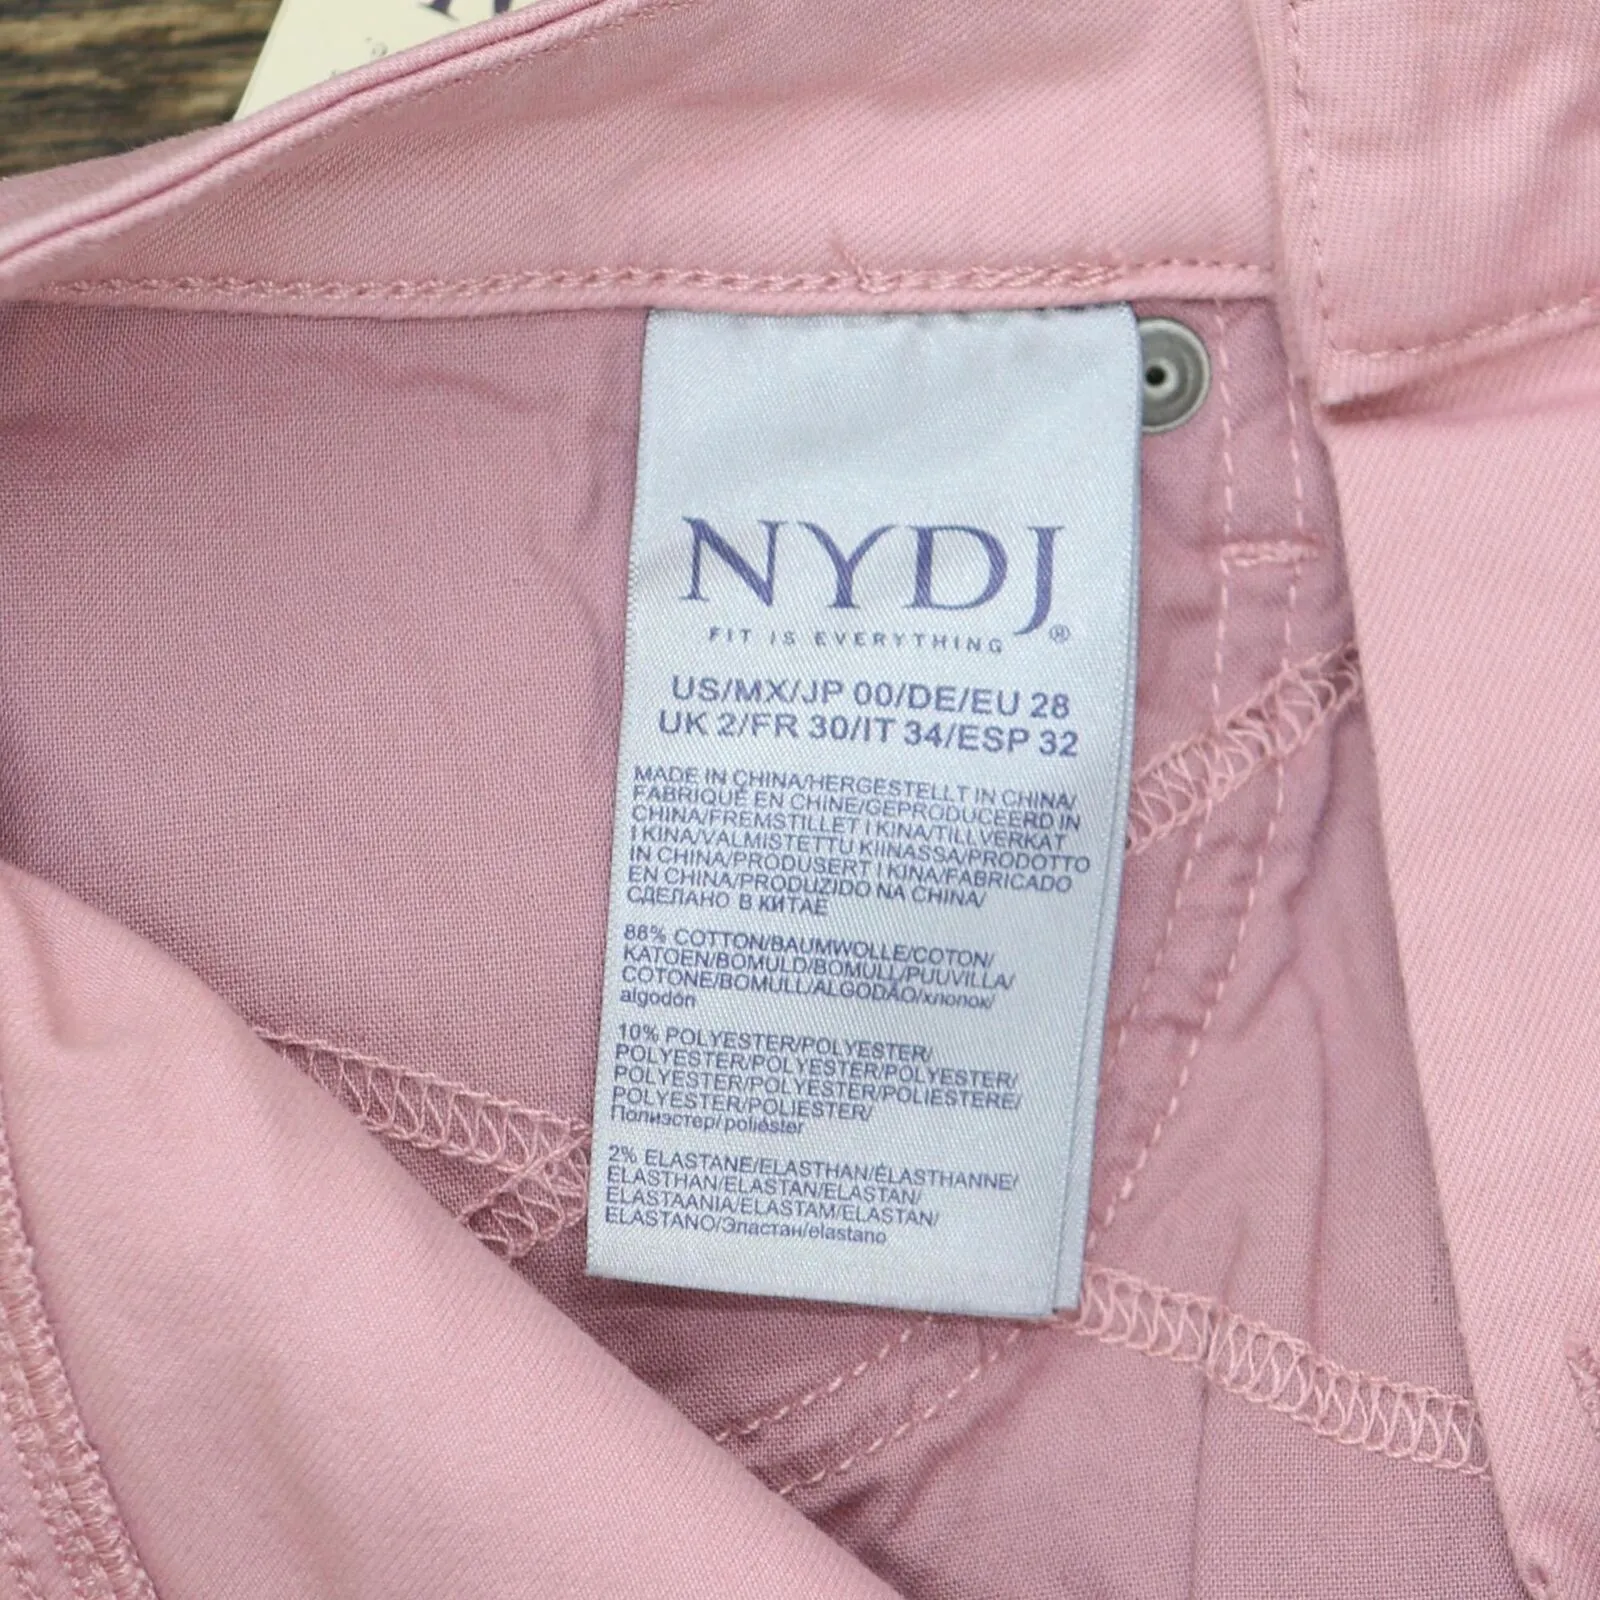 NYDJ®
FIT IS EVERYTHING
US/MX/JP 00/DE/EU 28
UK 2/FR 30/IT 34/ESP 32
MADE IN CHINA/HERGESTELLT IN CHINA/
FABRIQUÉ EN CHINE/GEPRODUCEERD IN
CHINA/FREMSTILLET I KINA/TILLVERKAT
I KINA/VALMISTETTU KIINASSA/PRODOTTO
IN CHINA/PRODUSERT I KINA/FABRICADO
EN CHINA/PRODUZIDO NA CHINA/
СДЕЛАНО В КИТАЕ
88% COTTON/BAUMWOLLE/COTON/
KATOEN/BOMULD/BOMULL/PUUVILLA/
COTONE/BOMULL/ALGODÃO/хлопок/
algodón
10% POLYESTER/POLYESTER/
POLYESTER/POLYESTER/POLYESTER/
POLYESTER/POLYESTER/POLIESTERE/
POLYESTER/POLIESTER/
Полиэстер/poliéster
2% ELASTANE/ELASTHAN/ÉLASTHANNE/
ELASTHAN/ELASTAN/ELASTAN/
ELASTAANIA/ELASTAM/ELASTAN/
ELASTANO/Эластан/elastano